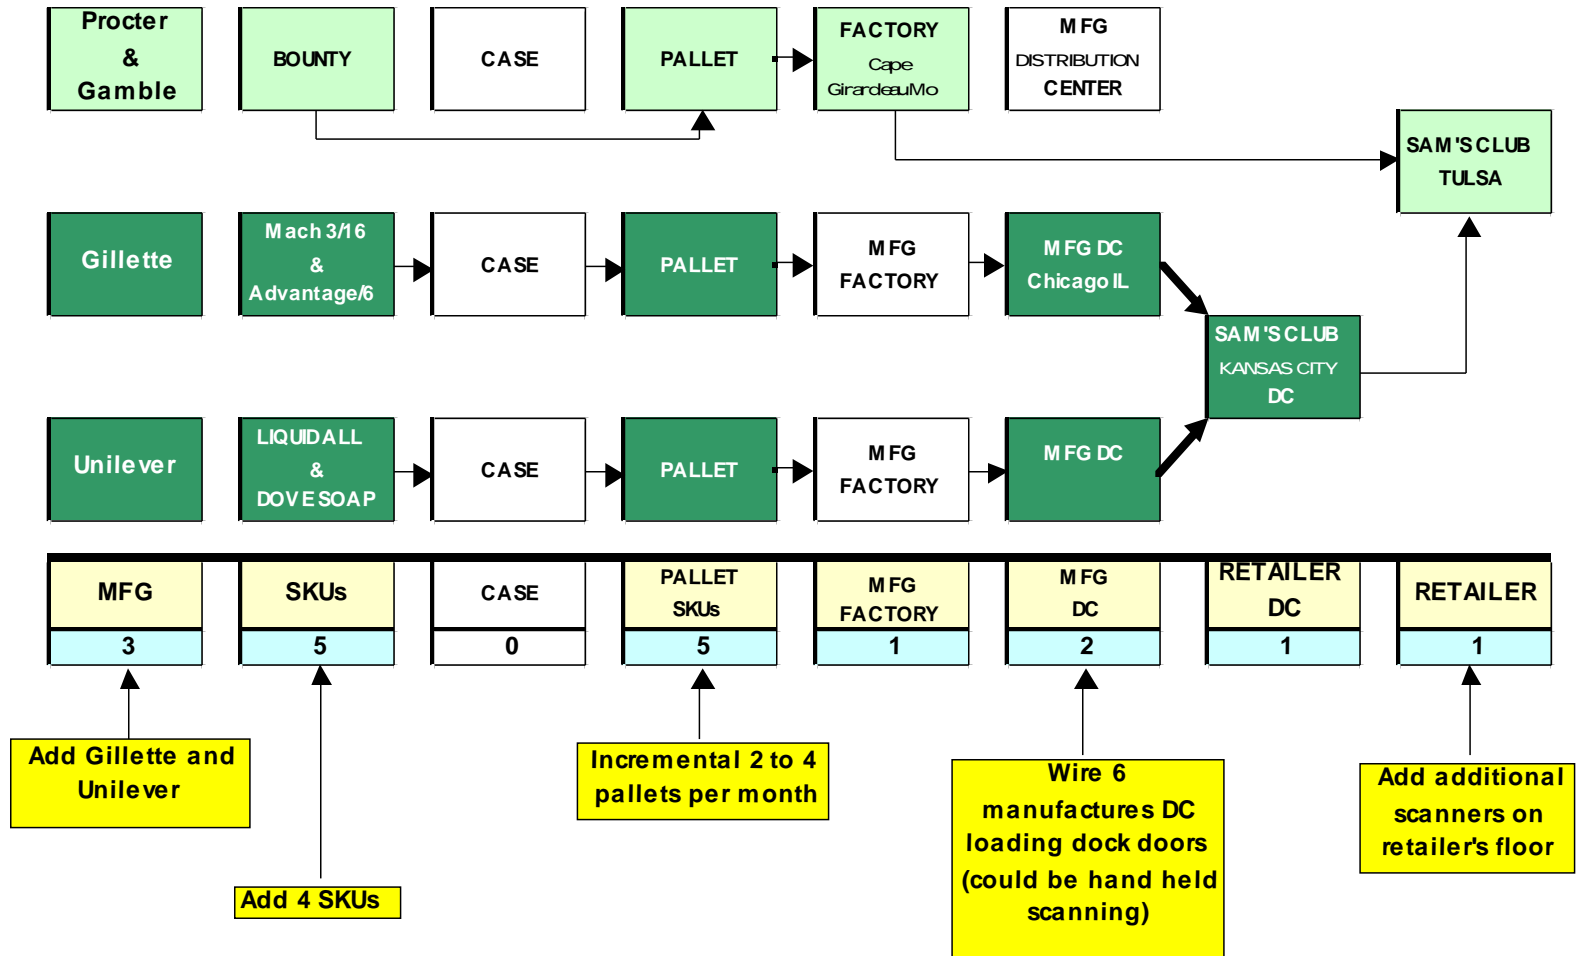 Procter
&
Gamble
BOUNTY
CASE
PALLET
FACTORY
Cape
Girardeau Mo
MFG
DISTRIBUTION
CENTER
SAM'S CLUB
TULSA
Gillette
Mach 3/16
&
Advantage/6
CASE
PALLET
MFG
FACTORY
MFG DC
Chicago IL
SAM'S CLUB
KANSAS CITY
DC
Unilever
LIQUID ALL
&
DOVE SOAP
CASE
PALLET
MFG
FACTORY
MFG DC
MFG
3
SKUs
5
CASE
0
PALLET
SKUs
5
MFG
FACTORY
1
MFG
DC
2
RETAILER
DC
1
RETAILER
1
Add Gillette and
Unilever
Add 4 SKUs
Incremental 2 to 4
pallets per month
Wire 6
manufactures DC
loading dock doors
(could be hand held
scanning)
Add additional
scanners on
retailer's floor